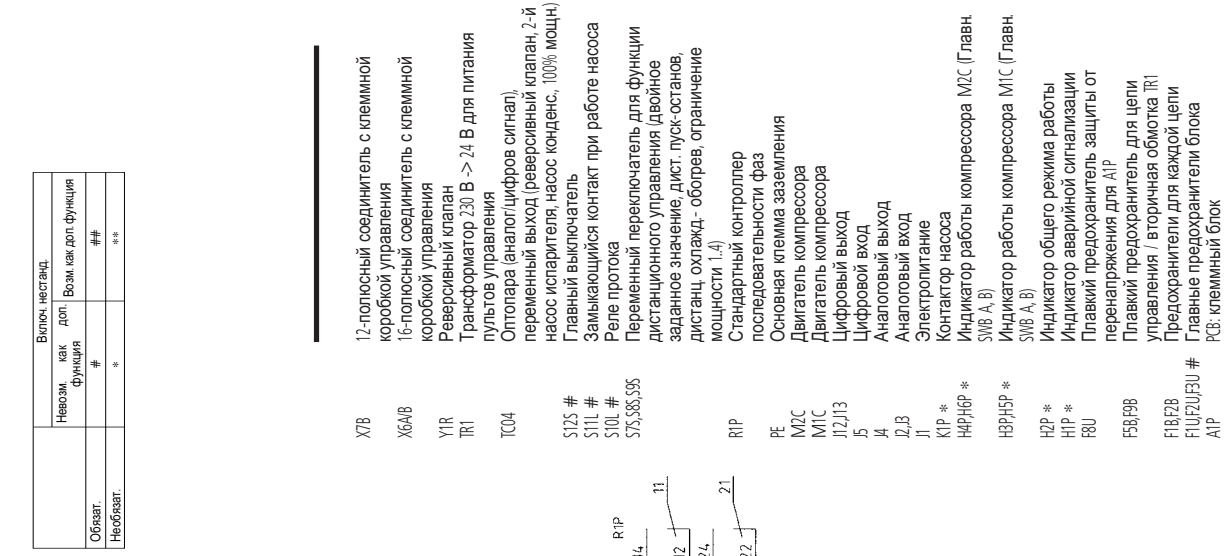 Включ. нестанд.
Невозм. как доп. функция
Возм. как доп. функция
Обязат. # ##
Необязат. * **
X7B 12-полюсный соединитель с клеммной
коробкой управления
X6A/B 16-полюсный соединитель с клеммной
коробкой управления
Y1R Реверсивный клапан
TR1 Трансформатор 230 В -> 24 В для питания
пультов управления
TC04 Оптопара (аналог/цифров сигнал),
переменный выход (реверсивный клапан, 2-й
насос испарителя, насос конденс., 100% мощн.)
S12S # Главный выключатель
S11L # Замыкающийся контакт при работе насоса
S10L # Реле протока
S7S,S8S,S9S Переменный переключатель для функции
дистанционного управления (двойное
заданное значение, дист. пуск-останов,
дистанц. охлажд.- обогрев, ограничение
мощности 1.4)
R1P Стандартный контроллер
последовательности фаз
PE Основная клемма заземления
M2C Двигатель компрессора
M1C Двигатель компрессора
J12,J13 Цифровый выход
J5 Цифровой вход
J4 Аналоговый выход
J2,J3 Аналоговый вход
J1 Электропитание
K1P * Контактор насоса
H4P,H6P * Индикатор работы компрессора M2C (Главн.
SWB A, B)
H3P,H5P * Индикатор работы компрессора M1C (Главн.
SWB A, B)
H2P * Индикатор общего режима работы
H1P * Индикатор аварийной сигнализации
F8U Плавкий предохранитель защиты от
перенапряжения для A1P
F5B,F9B Плавкий предохранитель для цепи
управления / вторичная обмотка TR1
F1B,F2B Предохранители для каждой цепи
F1U,F2U,F3U # Главные предохранители блока
A1P PCB: клеммный блок
R1P
11
12
21
22
24